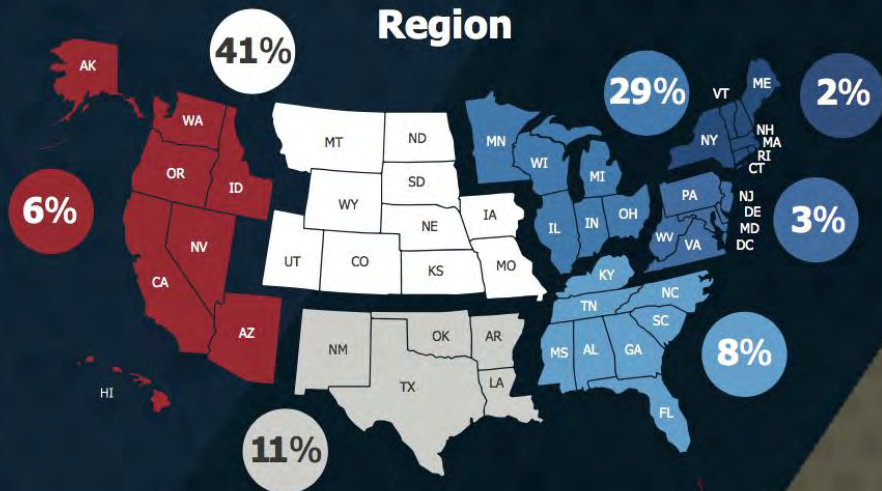 Region
41%
AK
WA
OR
ID
NV
CA
AZ
HI
6%
MT
ND
SD
WY
NE
IA
UT
CO
KS
MO
29%
MN
WI
MI
IL
IN
OH
2%
VT
ME
NY
NH
MA
RI
CT
3%
PA
NJ
DE
MD
DC
WV
VA
KY
NC
TN
SC
MS
AL
GA
FL
8%
NM
OK
AR
TX
LA
11%